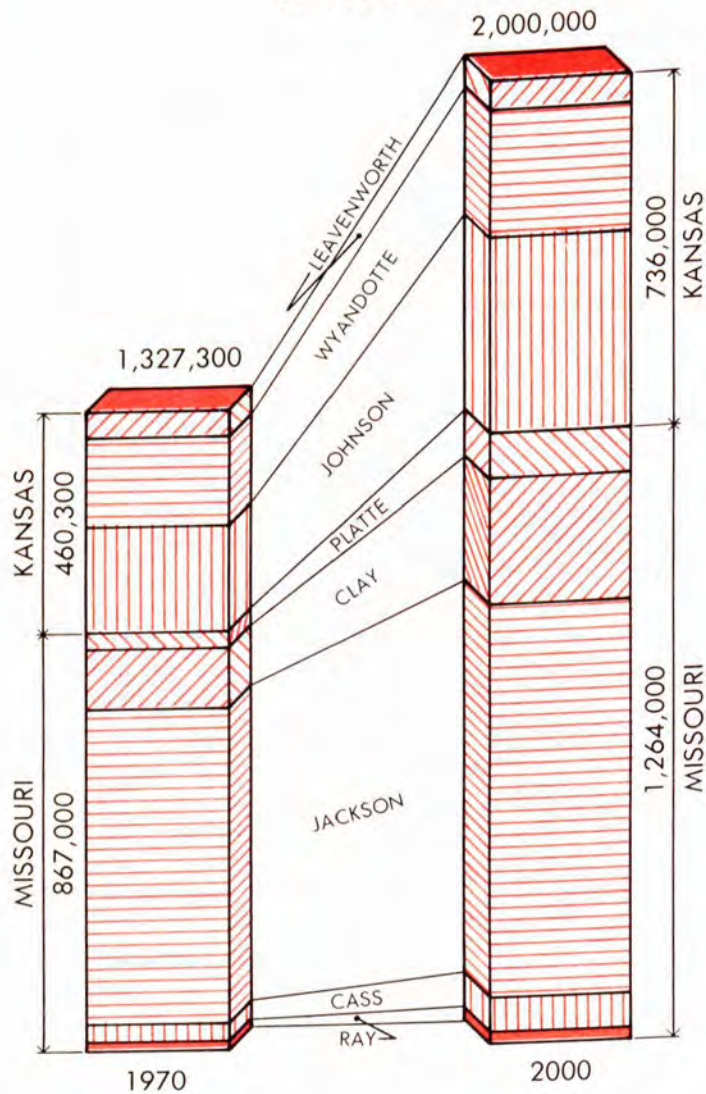 2,000,000
LEAVENWORTH
WYANDOTTE
KANSAS
736,000
1,327,300
JOHNSON
KANSAS
460,300
PLATTE
CLAY
MISSOURI
1,264,000
MISSOURI
867,000
JACKSON
CASS
RAY
1970
2000